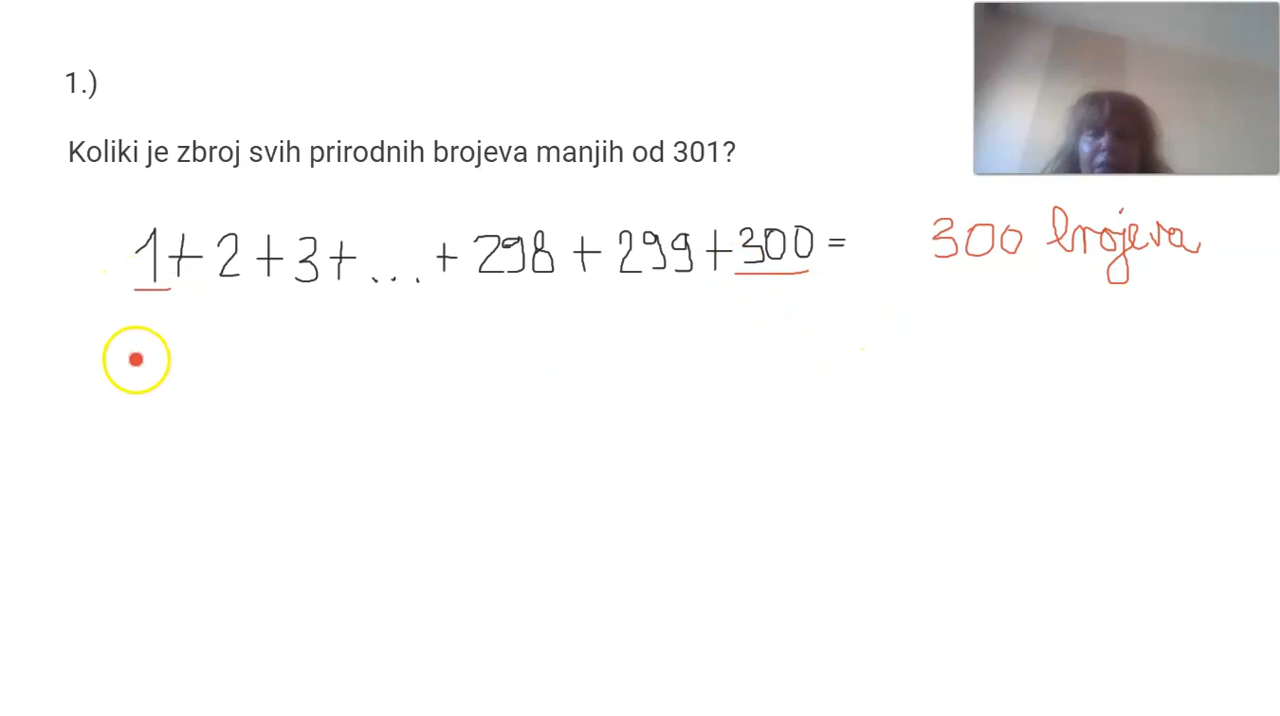 1.)
Koliki je zbroj svih prirodnih brojeva manjih od 301?
1+2+3+...+298+299+300= 300 brojeva